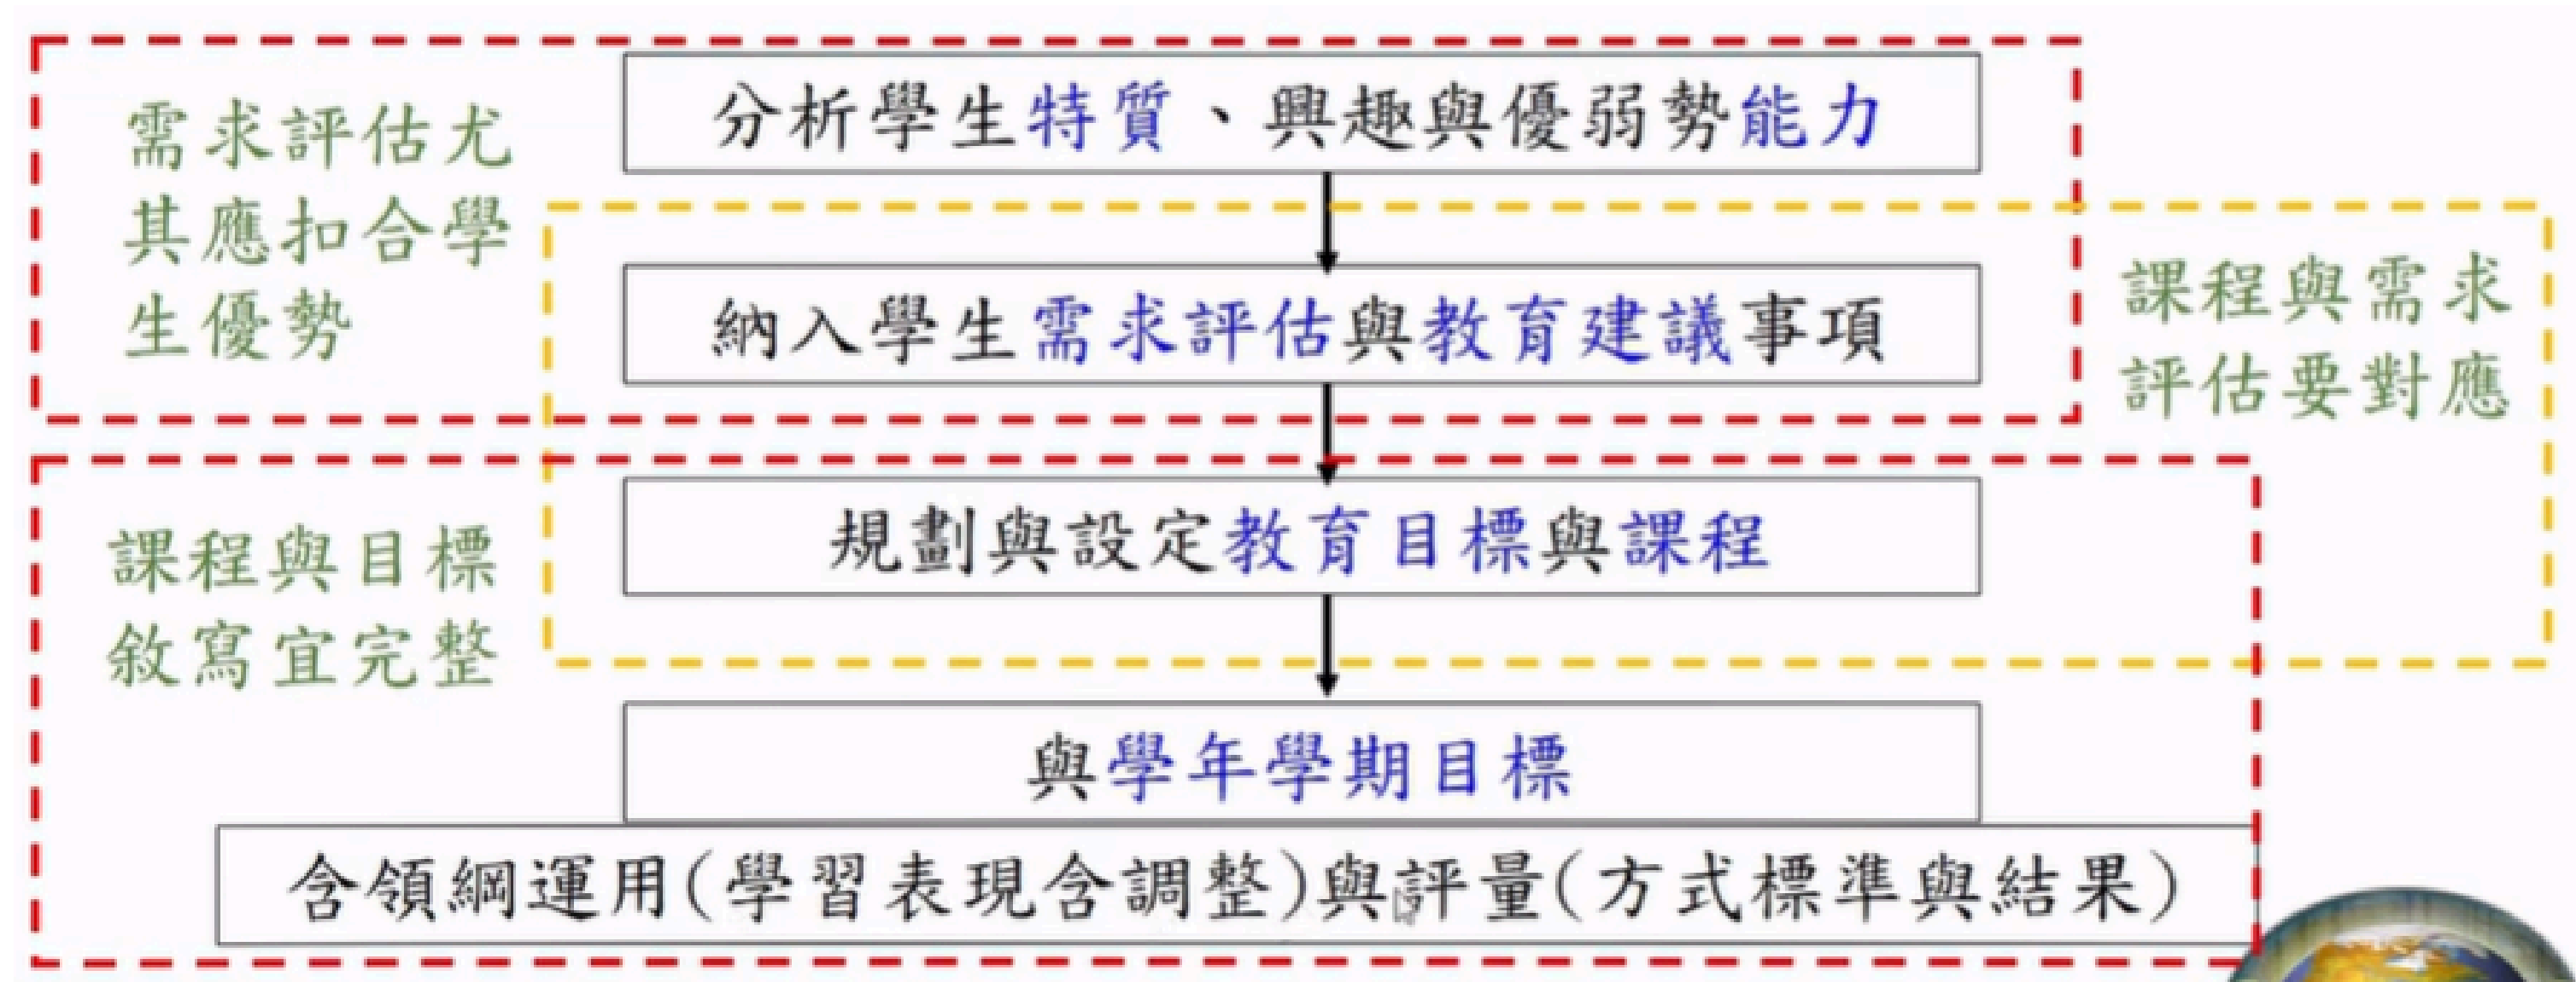 分析學生特質、興趣與優弱勢能力
需求評估尤
其應扣合學
生優勢
納入學生需求評估與教育建議事項
課程與需求
評估要對應
規劃與設定教育目標與課程
課程與目標
敘寫宜完整
與學年學期目標
含領綱運用(學習表現含調整)與評量(方式標準與結果)